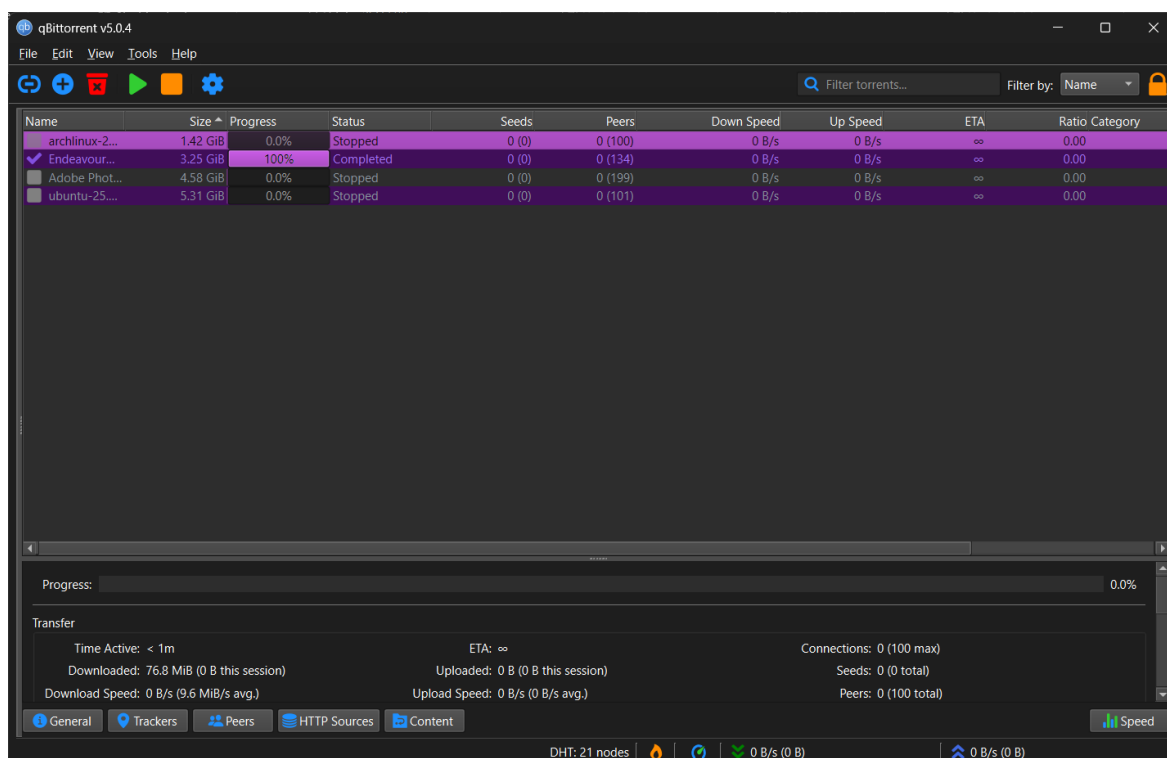 qBittorrent v5.0.4
File Edit View Tools Help
Filter torrents... Filter by: Name
Name Size Progress Status Seeds Peers Down Speed Up Speed ETA Ratio Category
archlinux-2... 1.42 GiB 0.0% Stopped 0 (0) 0 (100) 0 B/s 0 B/s ∞ 0.00
Endeavour... 3.25 GiB 100% Completed 0 (0) 0 (134) 0 B/s 0 B/s ∞ 0.00
Adobe Phot... 4.58 GiB 0.0% Stopped 0 (0) 0 (199) 0 B/s 0 B/s ∞ 0.00
ubuntu-25.... 5.31 GiB 0.0% Stopped 0 (0) 0 (101) 0 B/s 0 B/s ∞ 0.00
Progress: 0.0%
Transfer
Time Active: < 1m ETA: ∞ Connections: 0 (100 max)
Downloaded: 76.8 MiB (0 B this session) Uploaded: 0 B (0 B this session) Seeds: 0 (0 total)
Download Speed: 0 B/s (9.6 MiB/s avg.) Upload Speed: 0 B/s (0 B/s avg.) Peers: 0 (100 total)
General Trackers Peers HTTP Sources Content Speed
DHT: 21 nodes 0 B/s (0 B) 0 B/s (0 B)